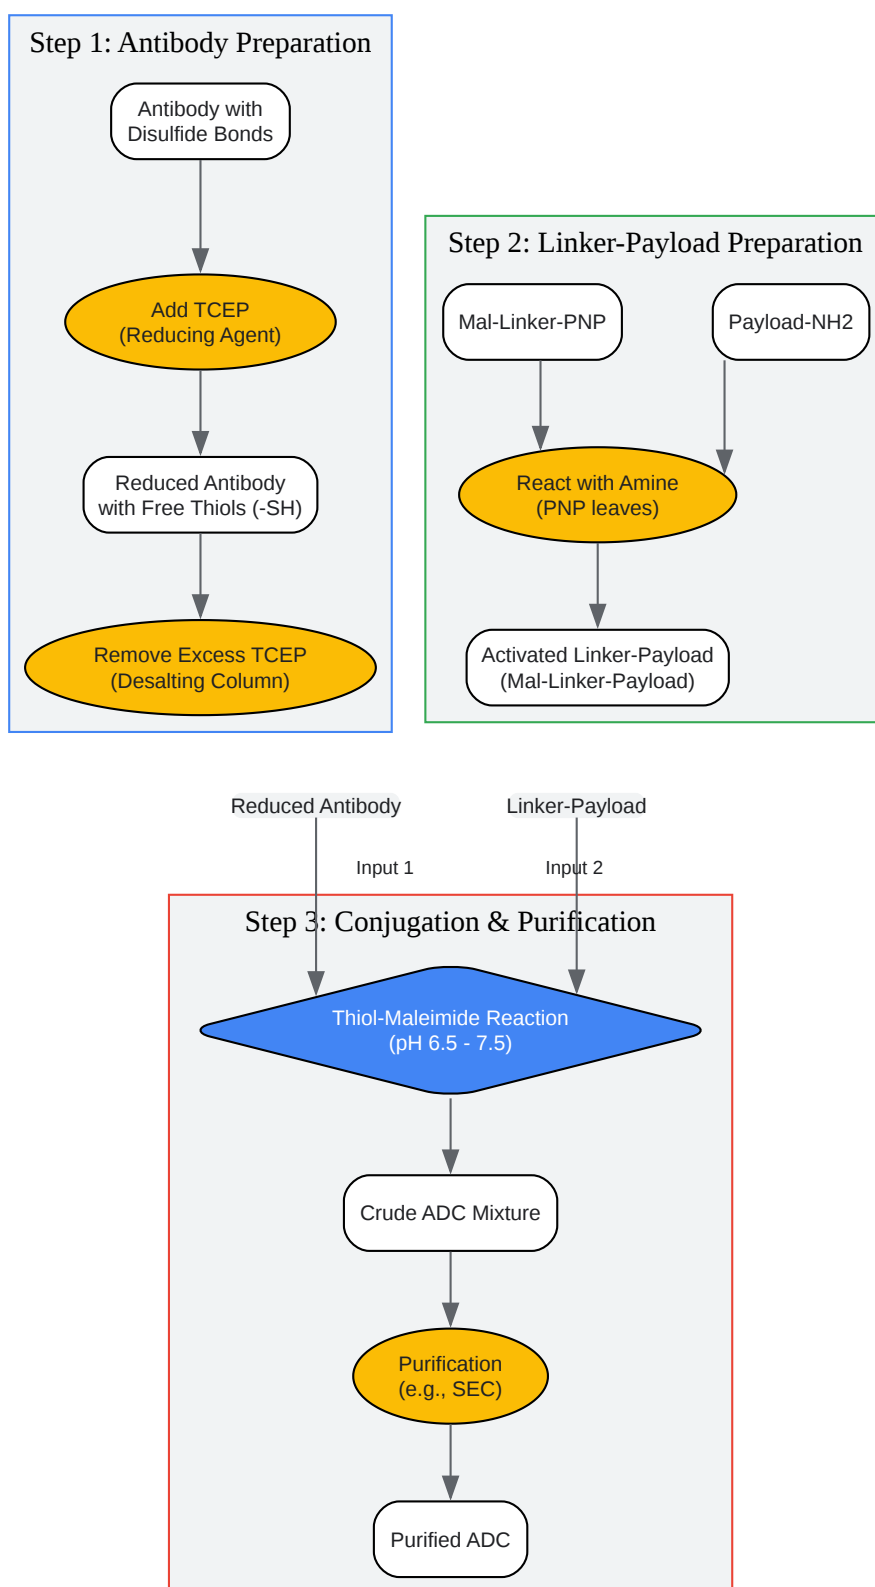 Step 1: Antibody Preparation
Antibody with
Disulfide Bonds
Add TCEP
(Reducing Agent)
Reduced Antibody
with Free Thiols (-SH)
Remove Excess TCEP
(Desalting Column)
Step 2: Linker-Payload Preparation
Mal-Linker-PNP
Payload-NH2
React with Amine
(PNP leaves)
Activated Linker-Payload
(Mal-Linker-Payload)
Reduced Antibody
Linker-Payload
Input 1
Input 2
Step 3: Conjugation & Purification
Thiol-Maleimide Reaction
(pH 6.5 - 7.5)
Crude ADC Mixture
Purification
(e.g., SEC)
Purified ADC